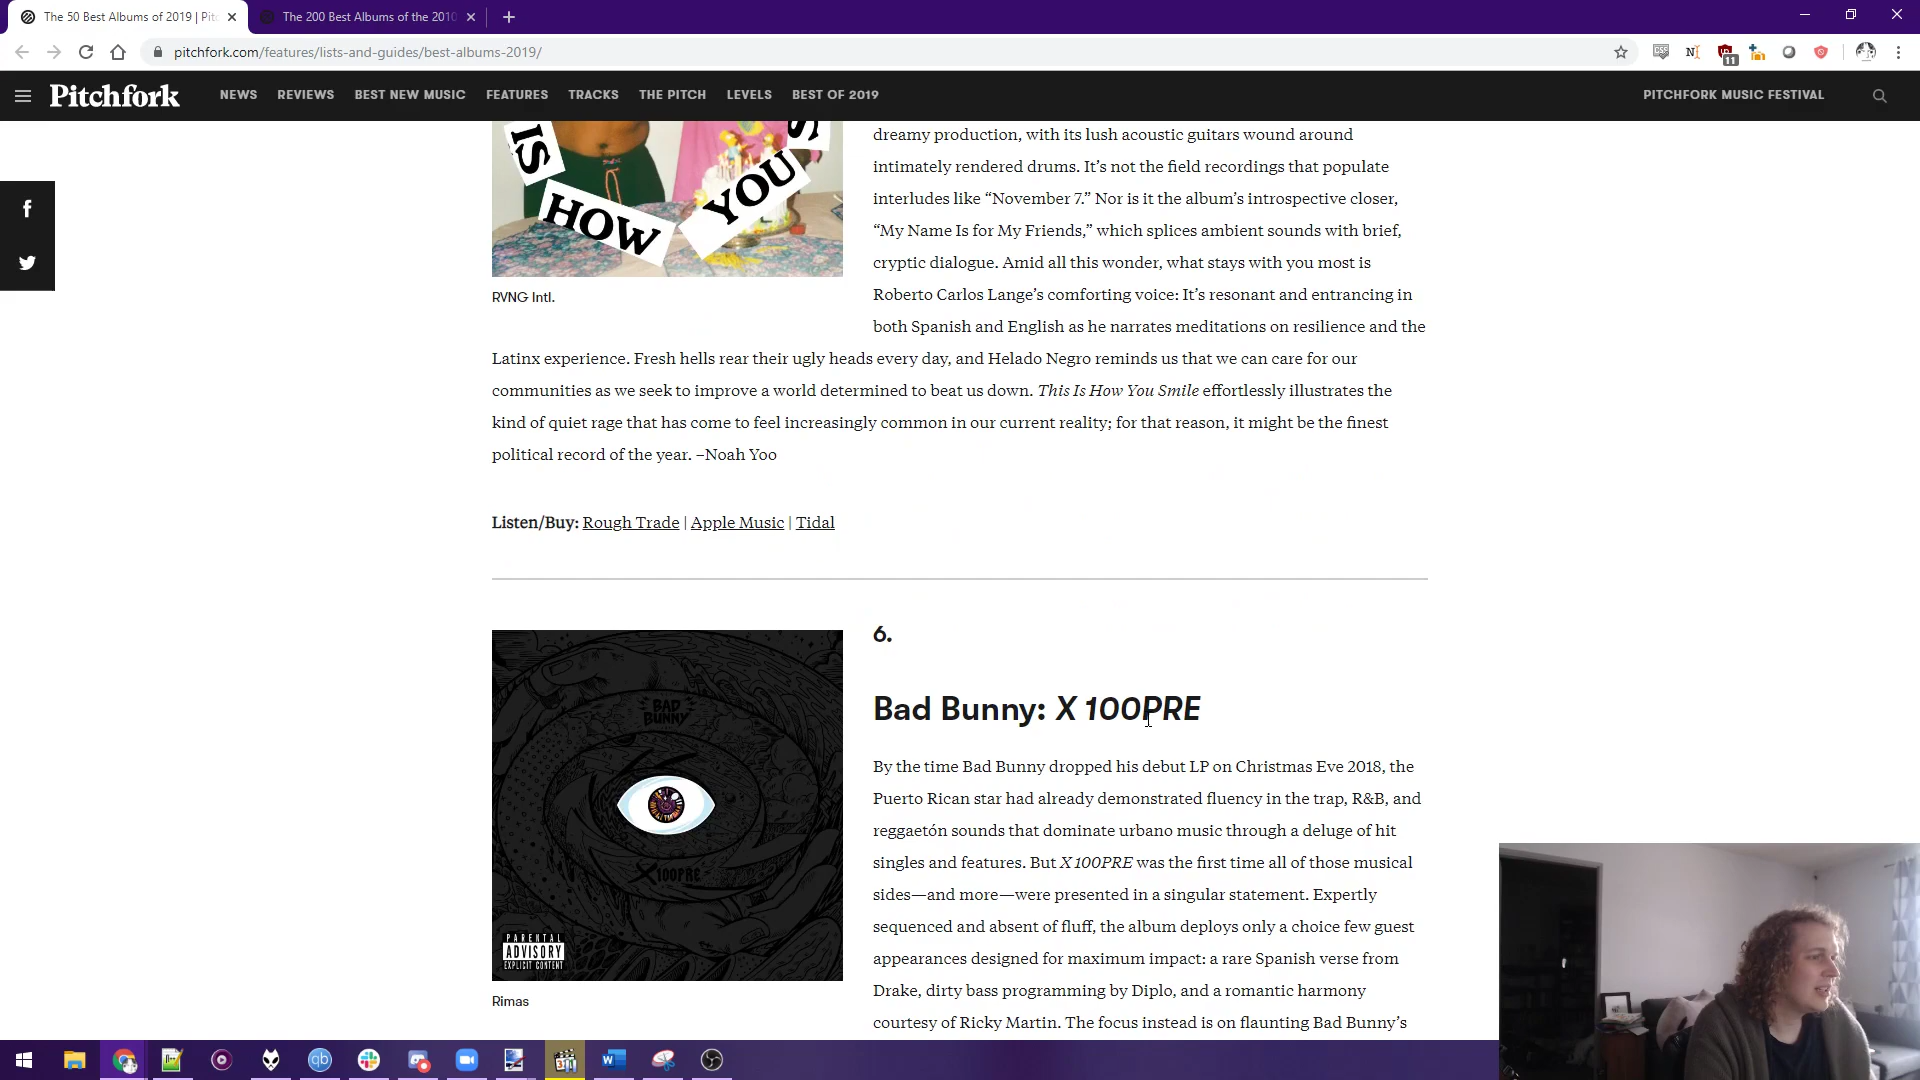 The 50 Best Albums of 2019 | Pit
The 200 Best Albums of the 2010
pitchfork.com/features/lists-and-guides/best-albums-2019/
11
Pitchfork
NEWS
REVIEWS
BEST NEW MUSIC
FEATURES
TRACKS
THE PITCH
LEVELS
BEST OF 2019
PITCHFORK MUSIC FESTIVAL
IS
HOW
YOU
S
RVNG Intl.
dreamy production, with its lush acoustic guitars wound around
intimately rendered drums. It’s not the field recordings that populate
interludes like “November 7.” Nor is it the album’s introspective closer,
“My Name Is for My Friends,” which splices ambient sounds with brief,
cryptic dialogue. Amid all this wonder, what stays with you most is
Roberto Carlos Lange’s comforting voice: It’s resonant and entrancing in
both Spanish and English as he narrates meditations on resilience and the
Latinx experience. Fresh hells rear their ugly heads every day, and Helado Negro reminds us that we can care for our
communities as we seek to improve a world determined to beat us down. This Is How You Smile effortlessly illustrates the
kind of quiet rage that has come to feel increasingly common in our current reality; for that reason, it might be the finest
political record of the year. –Noah Yoo
Listen/Buy: Rough Trade | Apple Music | Tidal
BAD
BUNNY
X100PRE
PARENTAL
ADVISORY
EXPLICIT CONTENT
Rimas
6.
Bad Bunny: X 100PRE
By the time Bad Bunny dropped his debut LP on Christmas Eve 2018, the
Puerto Rican star had already demonstrated fluency in the trap, R&B, and
reggaetón sounds that dominate urbano music through a deluge of hit
singles and features. But X 100PRE was the first time all of those musical
sides—and more—were presented in a singular statement. Expertly
sequenced and absent of fluff, the album deploys only a choice few guest
appearances designed for maximum impact: a rare Spanish verse from
Drake, dirty bass programming by Diplo, and a romantic harmony
courtesy of Ricky Martin. The focus instead is on flaunting Bad Bunny’s